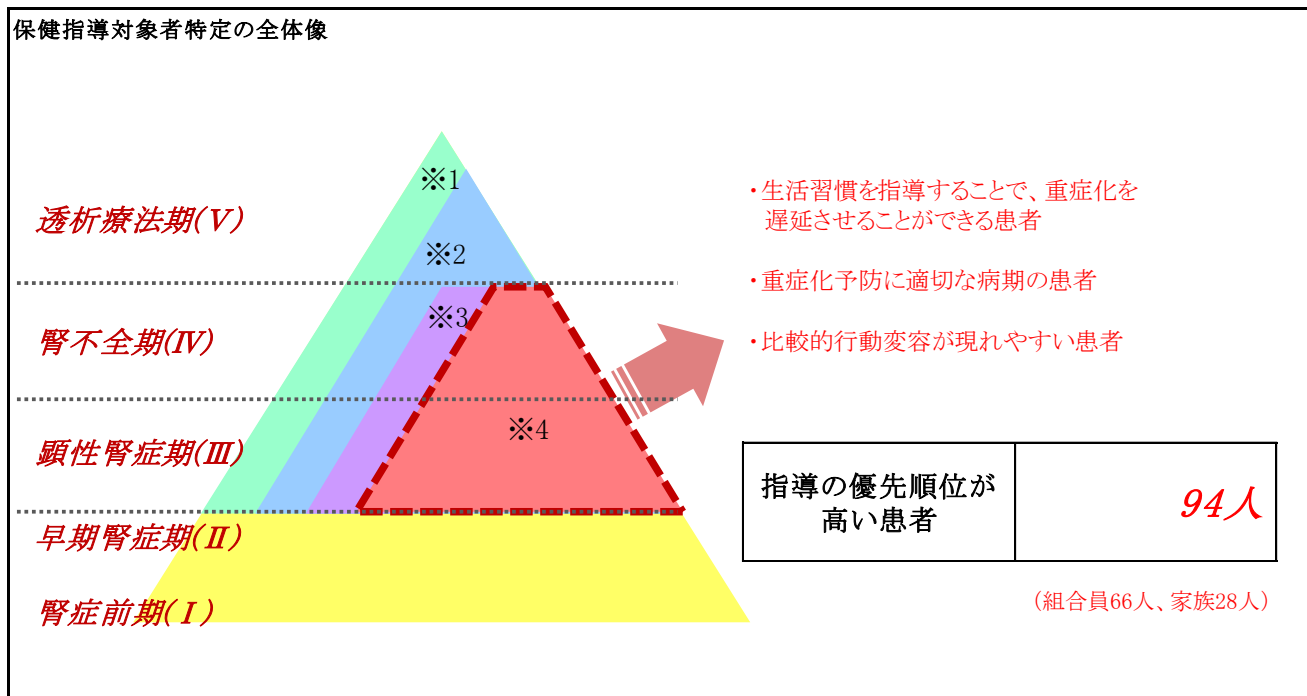 保健指導対象者特定の全体像
※1
・生活習慣を指導することで、重症化を
遅延させることができる患者
透析療法期(Ⅴ)
※2
・重症化予防に適切な病期の患者
※3
腎不全期(Ⅳ)
・比較的行動変容が現れやすい患者
※4
顕性腎症期(Ⅲ)
指導の優先順位が
高い患者
94人
早期腎症期(Ⅱ)
腎症前期(Ⅰ)
(組合員66人、家族28人)